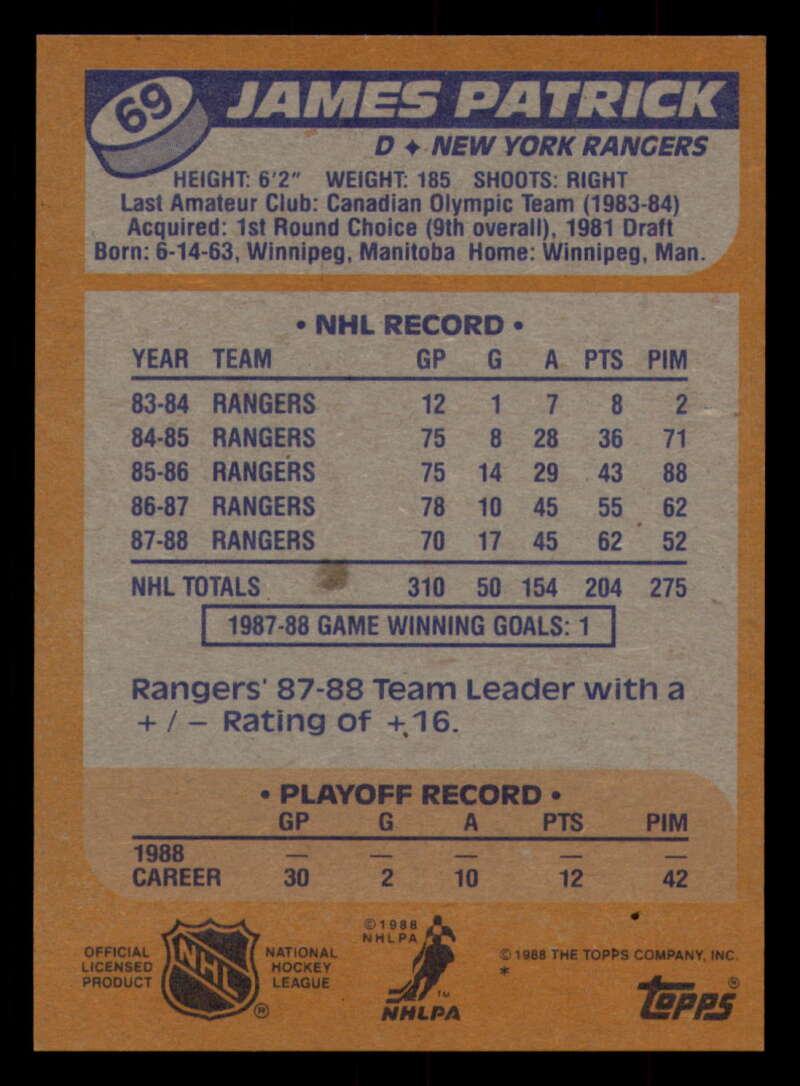 69
JAMES PATRICK
D ✦ NEW YORK RANGERS
HEIGHT: 6'2" WEIGHT: 185 SHOOTS: RIGHT
Last Amateur Club: Canadian Olympic Team (1983-84)
Acquired: 1st Round Choice (9th overall), 1981 Draft
Born: 6-14-63, Winnipeg, Manitoba Home: Winnipeg, Man.
• NHL RECORD •
YEAR TEAM GP G A PTS PIM
83-84 RANGERS 12 1 7 8 2
84-85 RANGERS 75 8 28 36 71
85-86 RANGERS 75 14 29 43 88
86-87 RANGERS 78 10 45 55 62
87-88 RANGERS 70 17 45 62 52
NHL TOTALS 310 50 154 204 275
1987-88 GAME WINNING GOALS: 1
Rangers' 87-88 Team Leader with a
+ / – Rating of +16.
• PLAYOFF RECORD •
GP G A PTS PIM
1988 — — — — —
CAREER 30 2 10 12 42
OFFICIAL
LICENSED
PRODUCT
NHL
®
NATIONAL
HOCKEY
LEAGUE
© 1988
NHLPA
TM
NHLPA
© 1988 THE TOPPS COMPANY, INC.
*
topps®